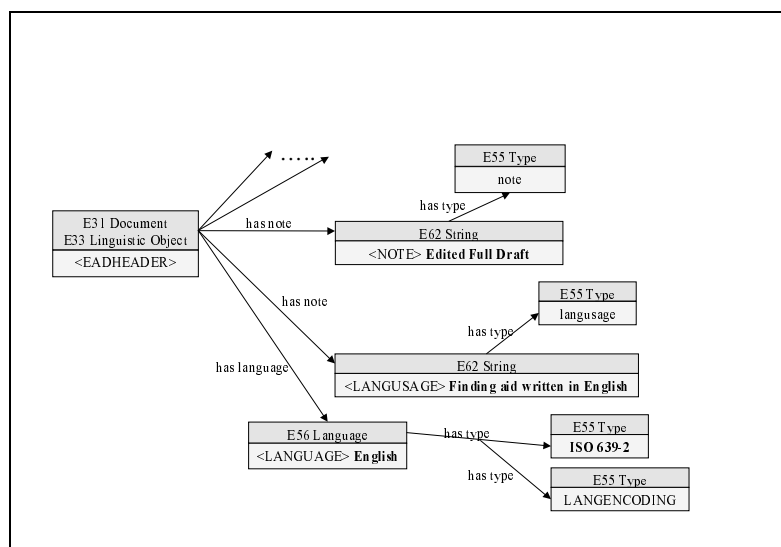 .....
E55 Type
note
has type
E31 Document
E33 Linguistic Object
<EADHEADER>
has note
E62 String
<NOTE> Edited Full Draft
E55 Type
langusage
has note
has type
E62 String
<LANGUSAGE> Finding aid written in English
has language
E56 Language
<LANGUAGE> English
has type
E55 Type
ISO 639-2
has type
E55 Type
LANGENCODING